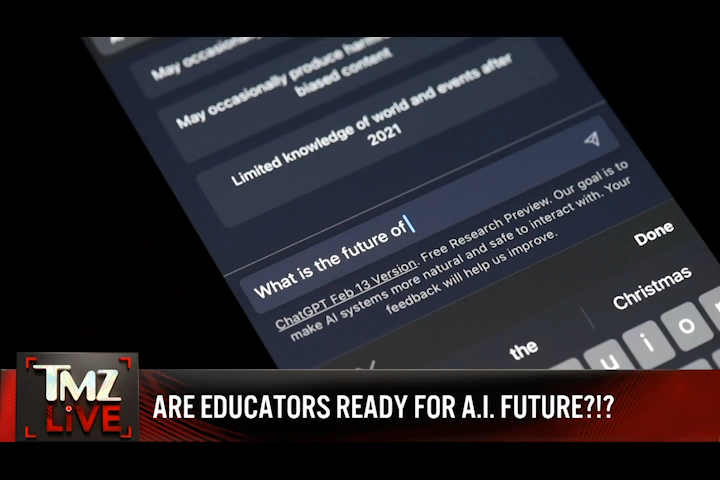 May occasionally
May occasionally produce
biased content
Limited knowledge of world and events after
2021
What is the future of
ChatGPT Feb 13 Version. Free Research Preview. Our goal is to
make AI systems more natural and safe to interact with. Your
feedback will help us improve.
Done
the
Christmas
u i o
TMZ
LIVE
ARE EDUCATORS READY FOR A.I. FUTURE?!?